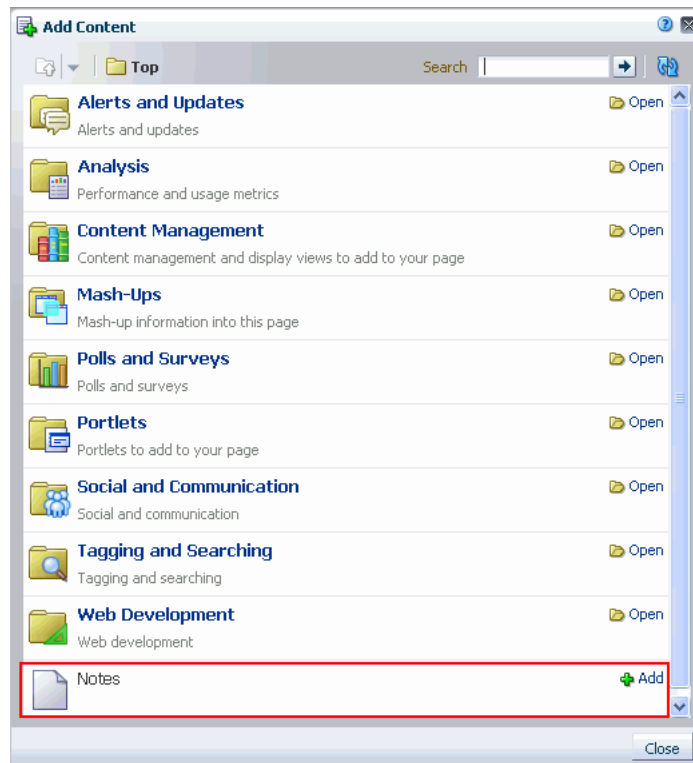 Add Content
Top Search
Alerts and Updates Open
Alerts and updates
Analysis Open
Performance and usage metrics
Content Management Open
Content management and display views to add to your page
Mash-Ups Open
Mash-up information into this page
Polls and Surveys Open
Polls and surveys
Portlets Open
Portlets to add to your page
Social and Communication Open
Social and communication
Tagging and Searching Open
Tagging and searching
Web Development Open
Web development
Notes Add
Close